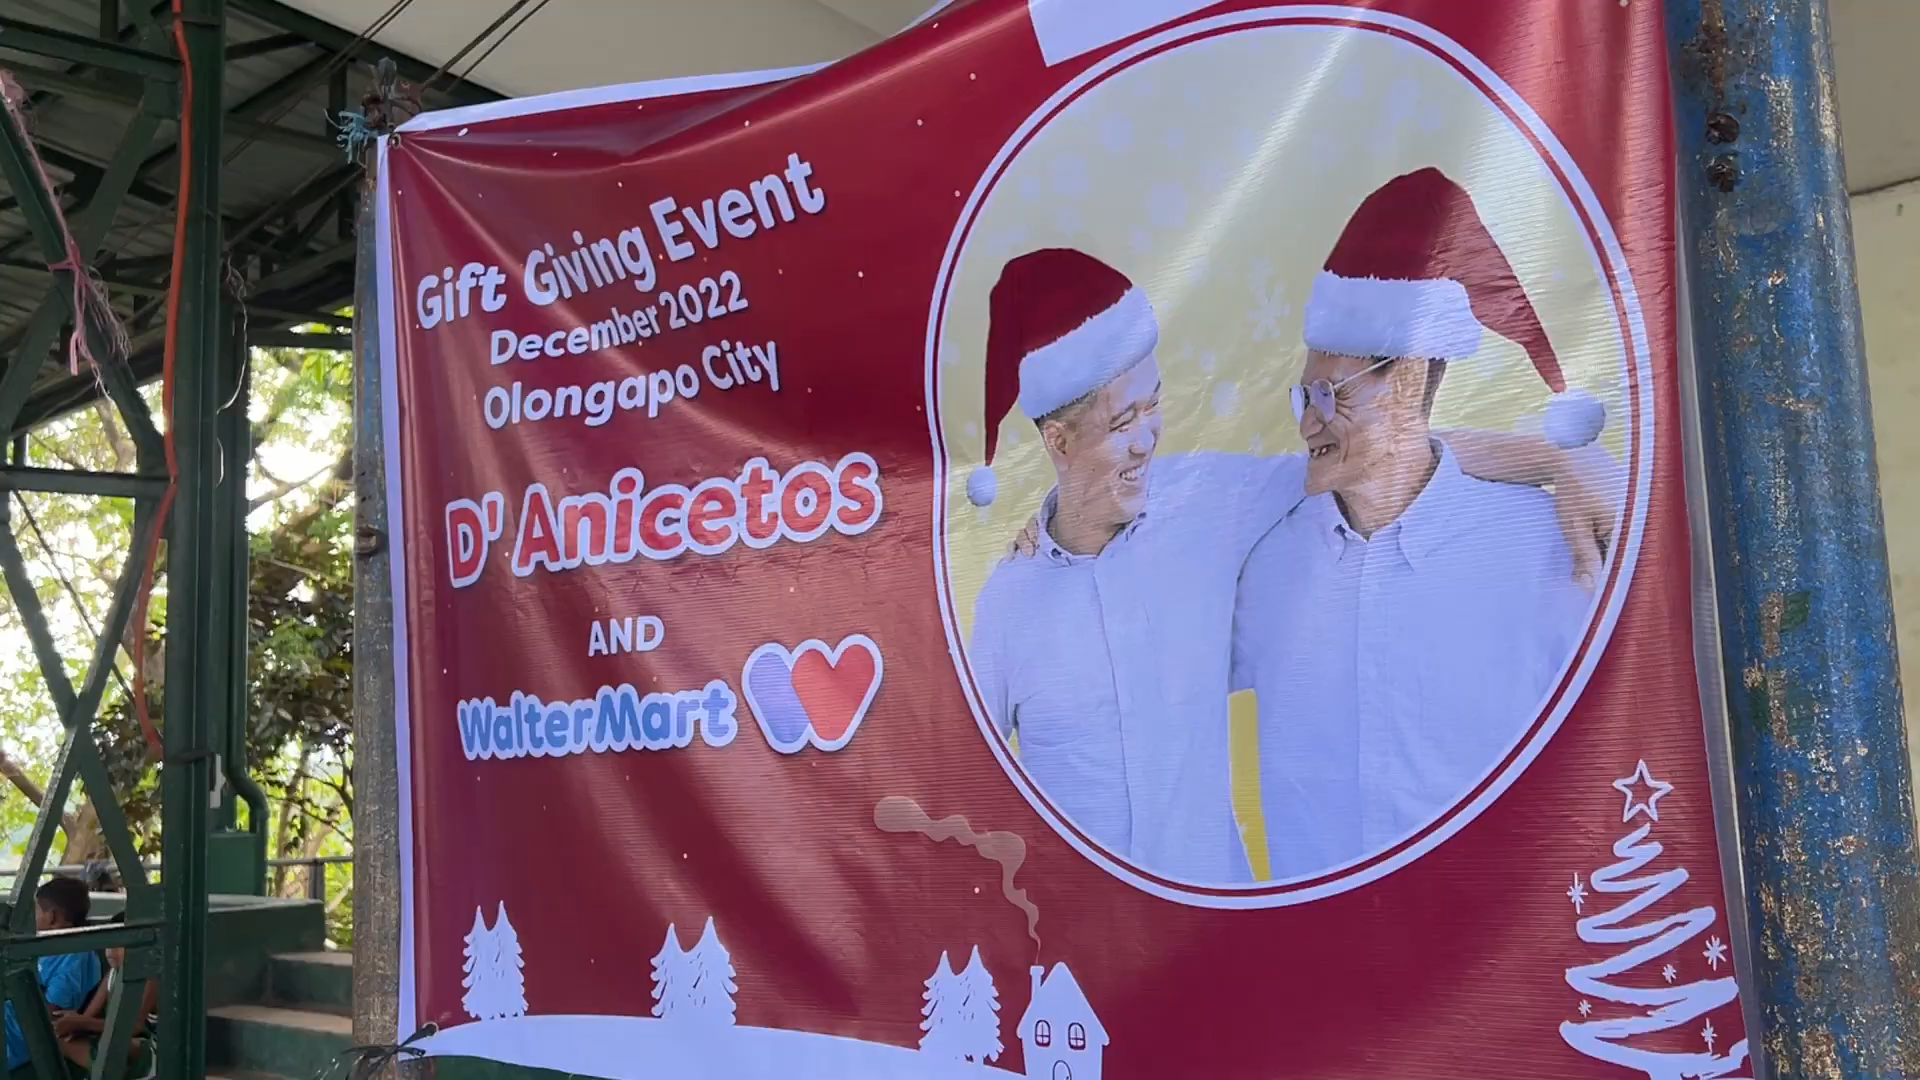 Gift Giving Event
December 2022
Olongapo City
D' Anicetos
AND
WalterMart